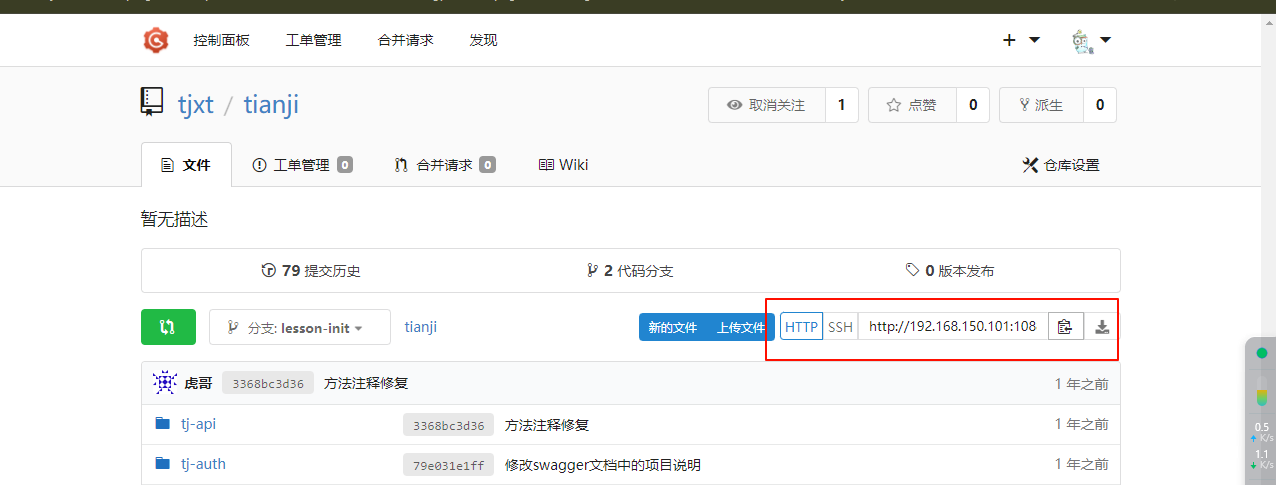 控制面板 工单管理 合并请求 发现
tjxt / tianji 取消关注 1 点赞 0 派生 0
文件 工单管理 0 合并请求 0 Wiki 仓库设置
暂无描述
79 提交历史 2 代码分支 0 版本发布
分支: lesson-init tianji 新的文件 上传文件 HTTP SSH http://192.168.150.101:108
虎哥 3368bc3d36 方法注释修复 1 年之前
tj-api 3368bc3d36 方法注释修复 1 年之前
tj-auth 79e031e1ff 修改swagger文档中的项目说明 1 年之前
0.5
K/s
1.1
K/s